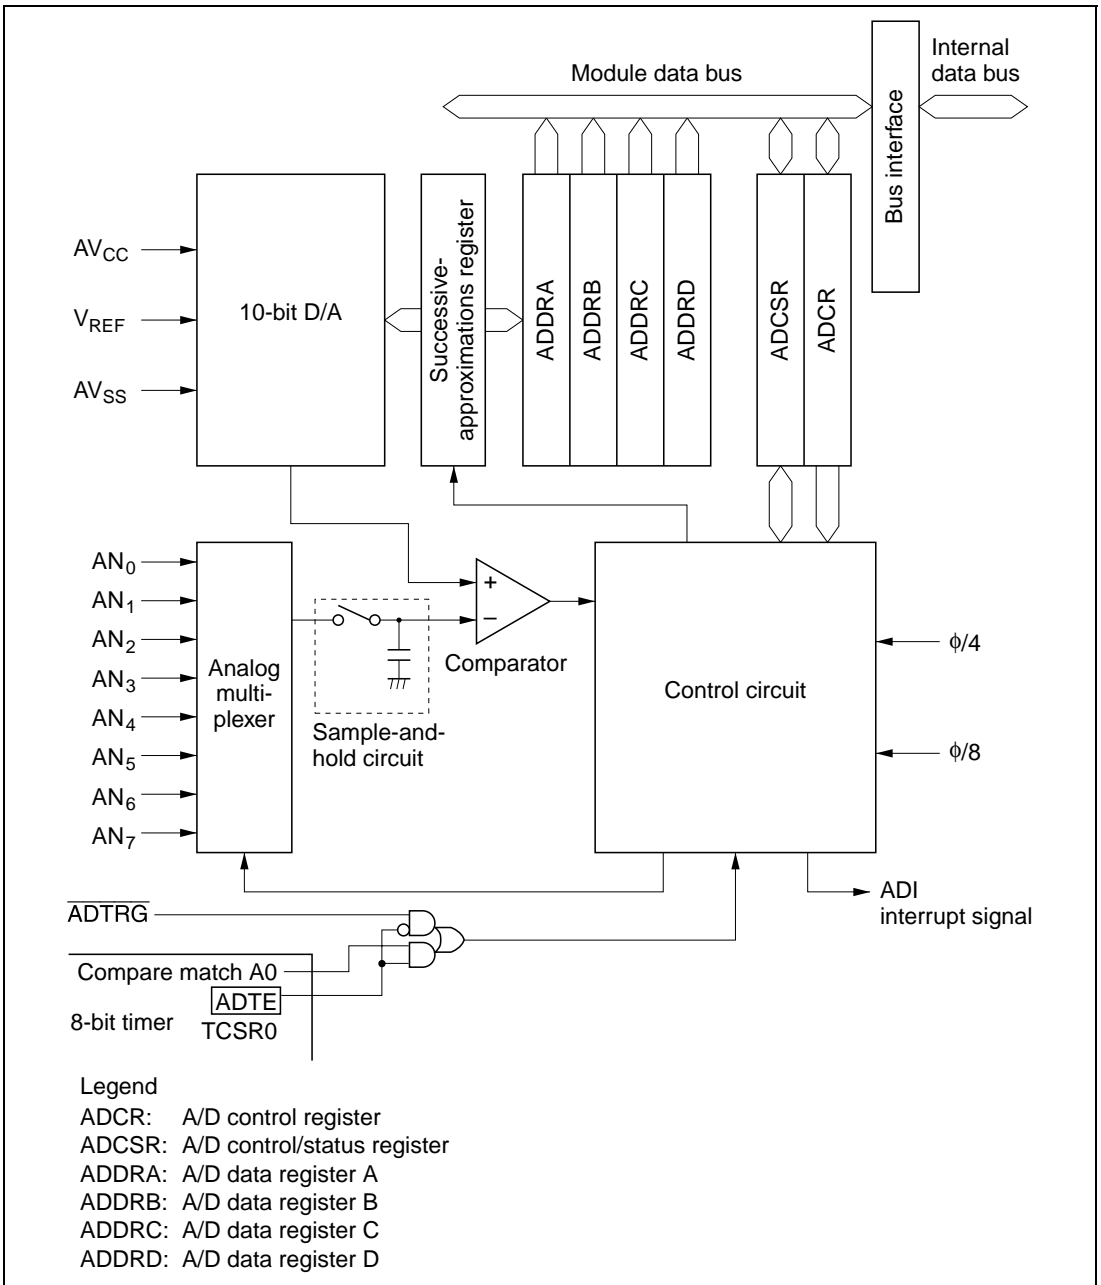 Module data bus
Internal
data bus
Bus interface
AVCC
VREF
AVSS
10-bit D/A
Successive-
approximations register
ADDRA
ADDRB
ADDRC
ADDRD
ADCSR
ADCR
AN0
AN1
AN2
AN3
AN4
AN5
AN6
AN7
Analog
multi-
plexer
Sample-and-
hold circuit
+
−
Comparator
Control circuit
ϕ/4
ϕ/8
ADI
interrupt signal
ADTRG
Compare match A0
ADTE
8-bit timer
TCSR0
Legend
ADCR: A/D control register
ADCSR: A/D control/status register
ADDRA: A/D data register A
ADDRB: A/D data register B
ADDRC: A/D data register C
ADDRD: A/D data register D